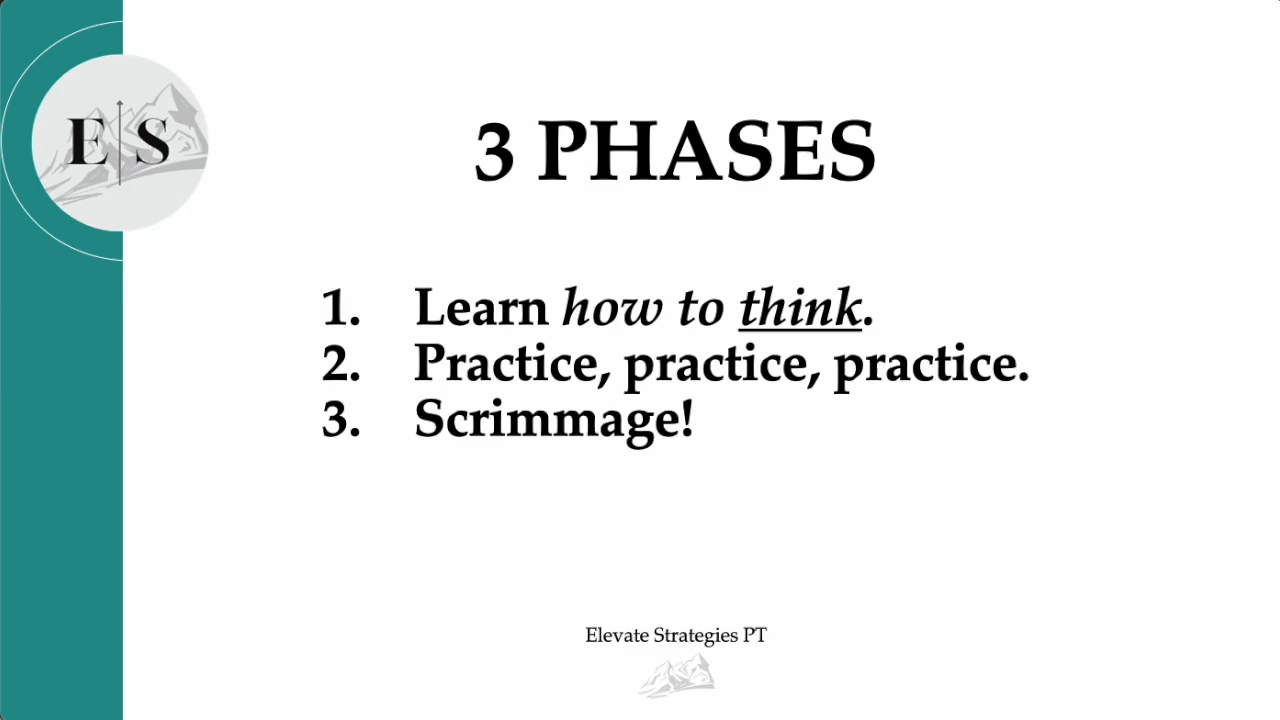 E S
3 PHASES
1. Learn how to think.
2. Practice, practice, practice.
3. Scrimmage!
Elevate Strategies PT